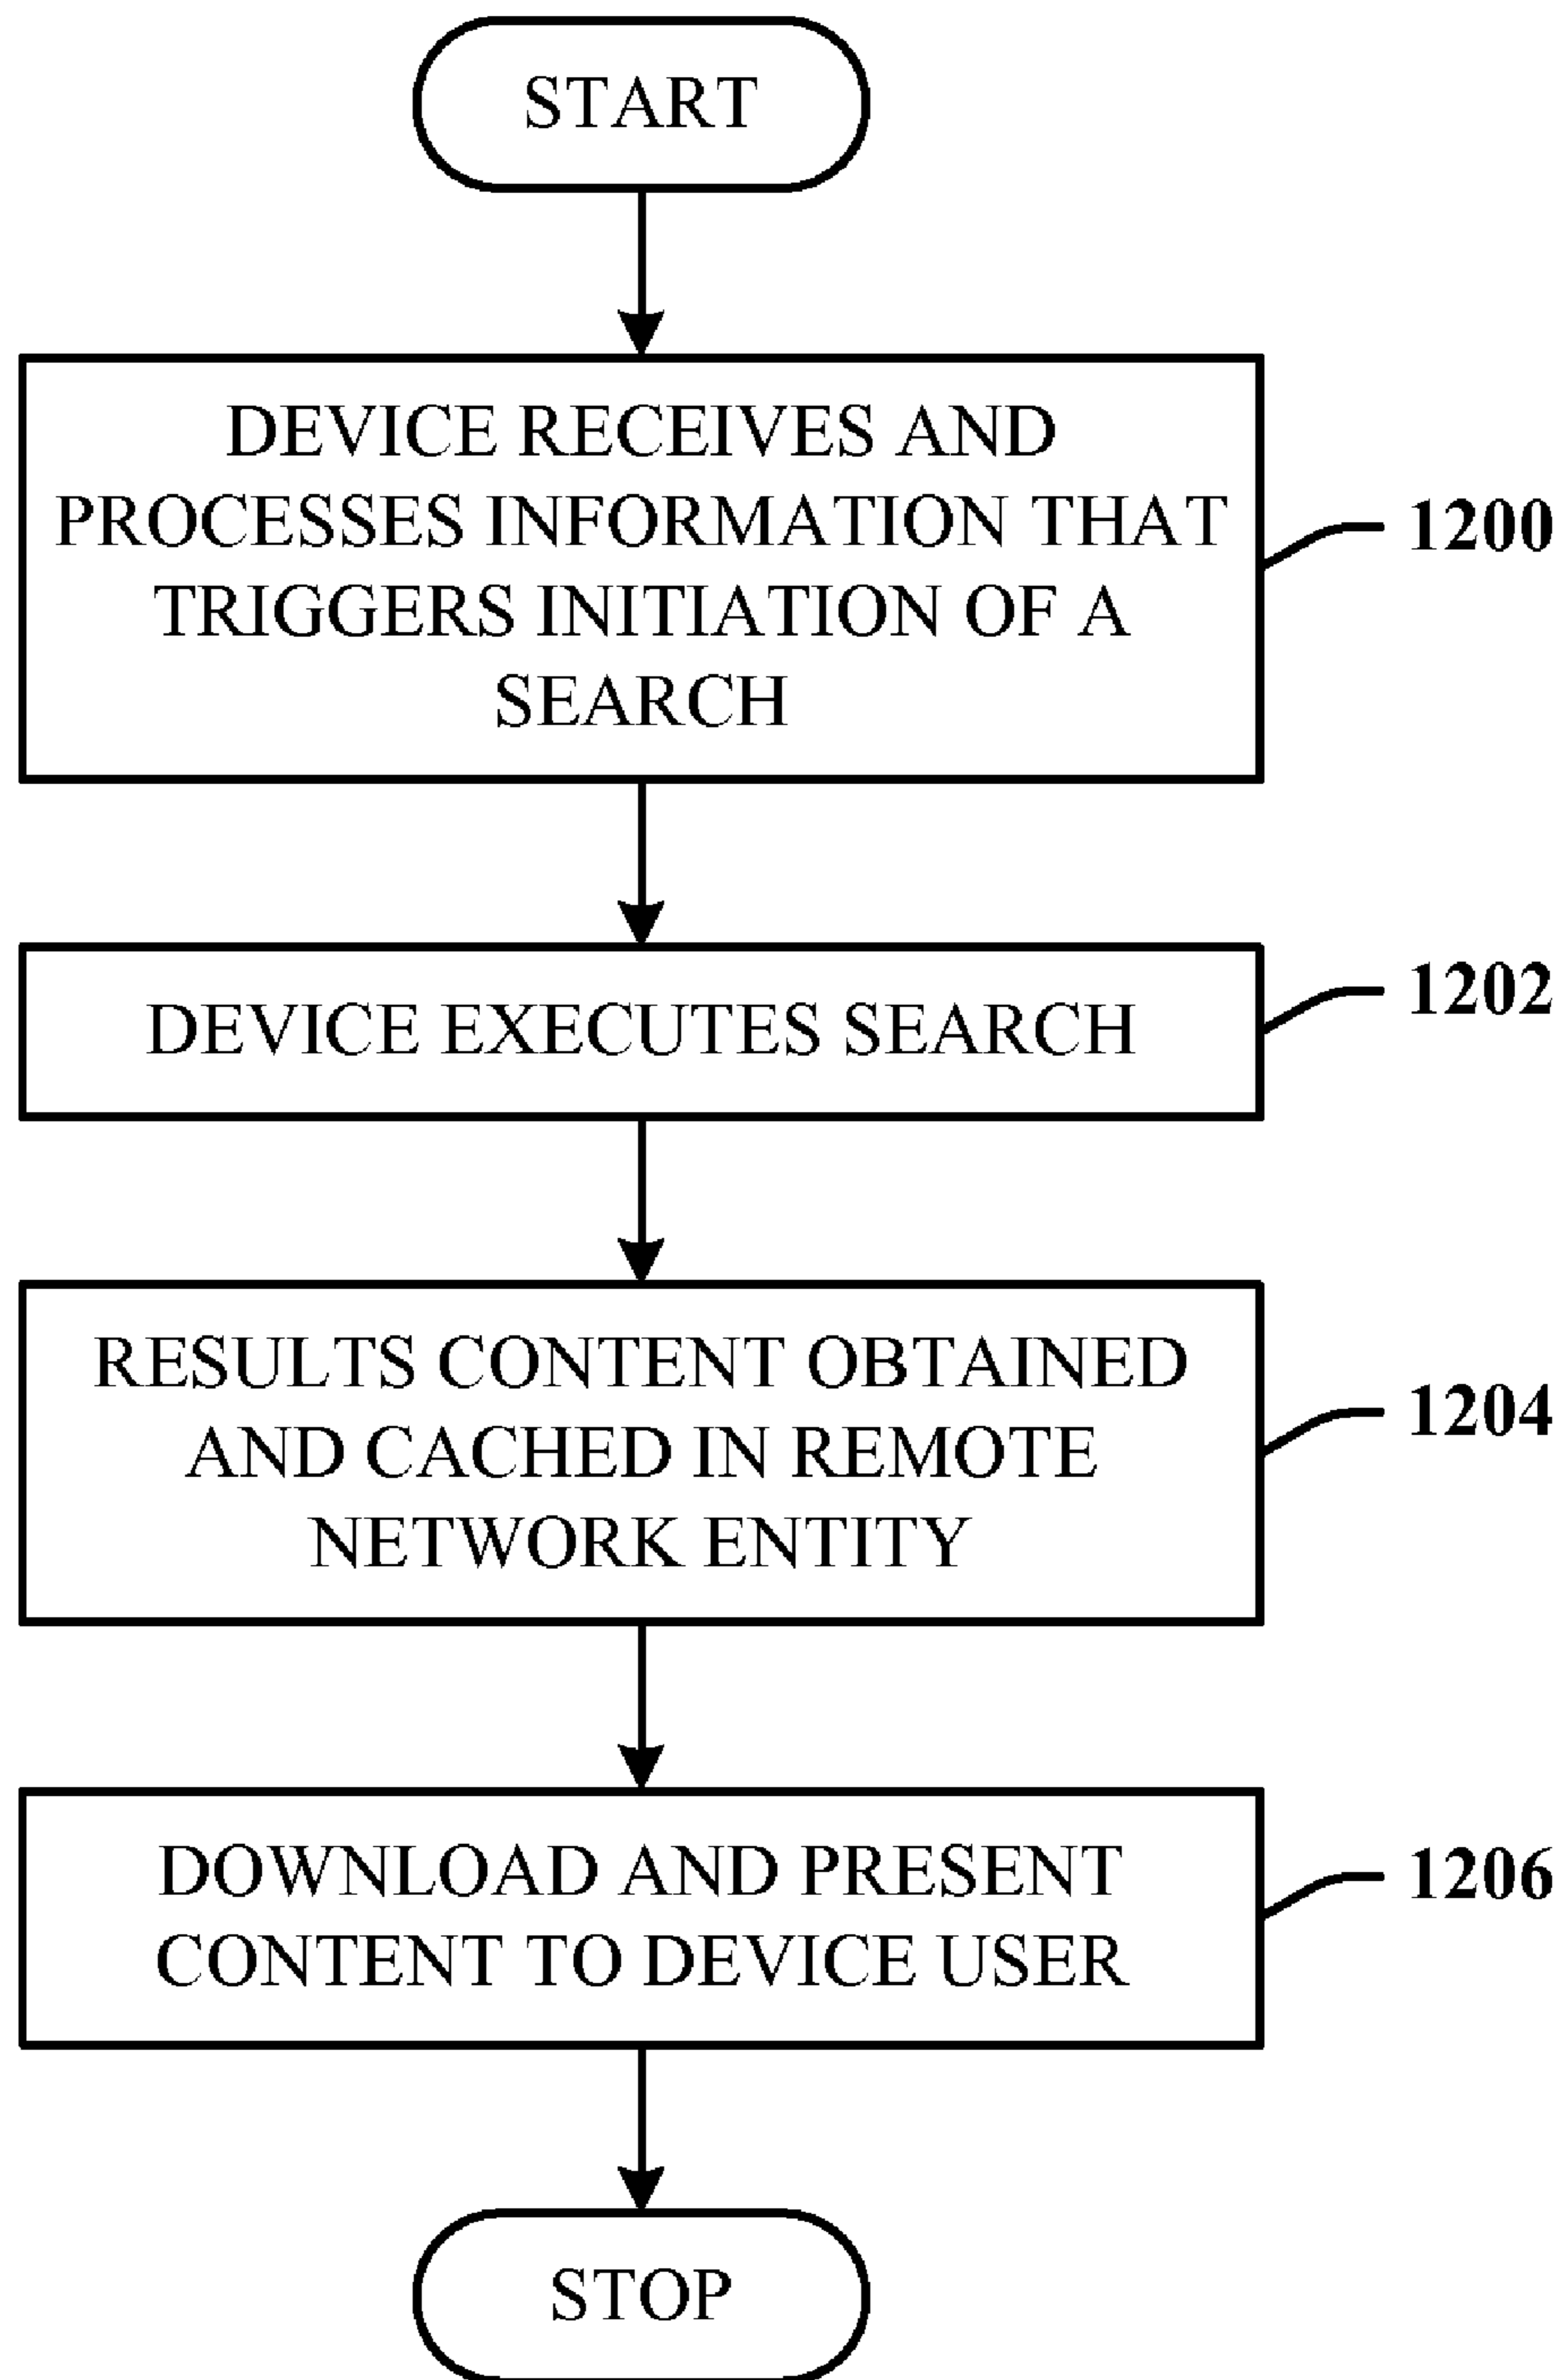 START
DEVICE RECEIVES AND
PROCESSES INFORMATION THAT
TRIGGERS INITIATION OF A
SEARCH
1200
DEVICE EXECUTES SEARCH
1202
RESULTS CONTENT OBTAINED
AND CACHED IN REMOTE
NETWORK ENTITY
1204
DOWNLOAD AND PRESENT
CONTENT TO DEVICE USER
1206
STOP